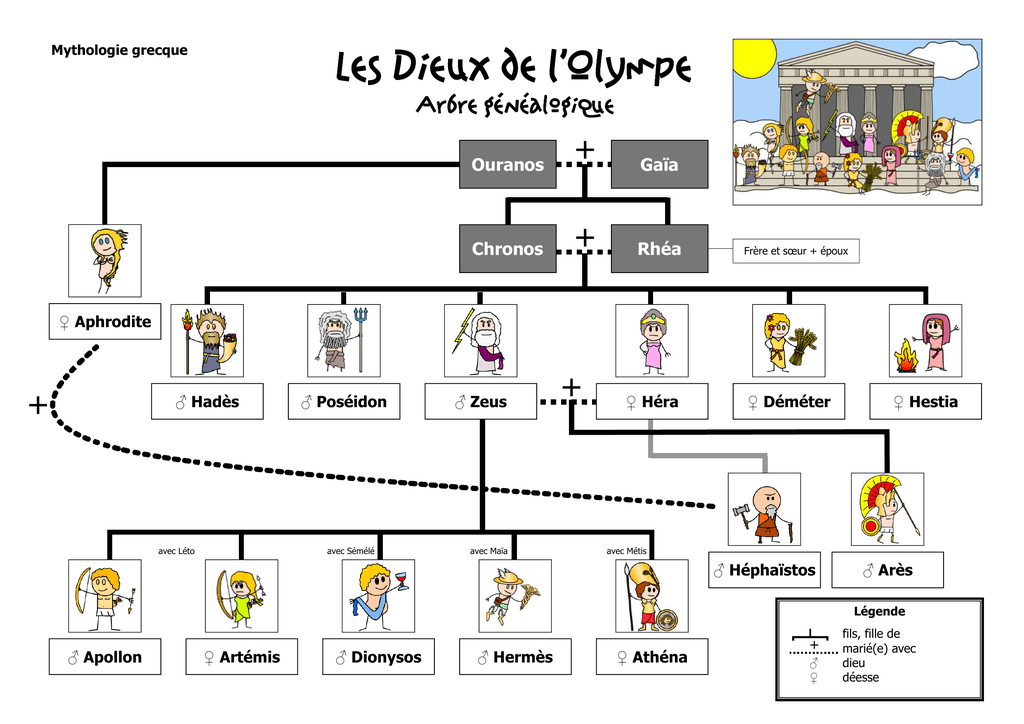 Mythologie grecque
Les Dieux de l'Olympe
Arbre généalogique
Ouranos + Gaïa
Chronos + Rhéa
Frère et sœur + époux
♀ Aphrodite
+
♂ Hadès
♂ Poséidon
♂ Zeus
+
♀ Héra
♀ Déméter
♀ Hestia
♂ Héphaïstos
♂ Arès
avec Léto
avec Sémélé
avec Maïa
avec Métis
♂ Apollon
♀ Artémis
♂ Dionysos
♂ Hermès
♀ Athéna
Légende
fils, fille de
+ marié(e) avec
♂ dieu
♀ déesse